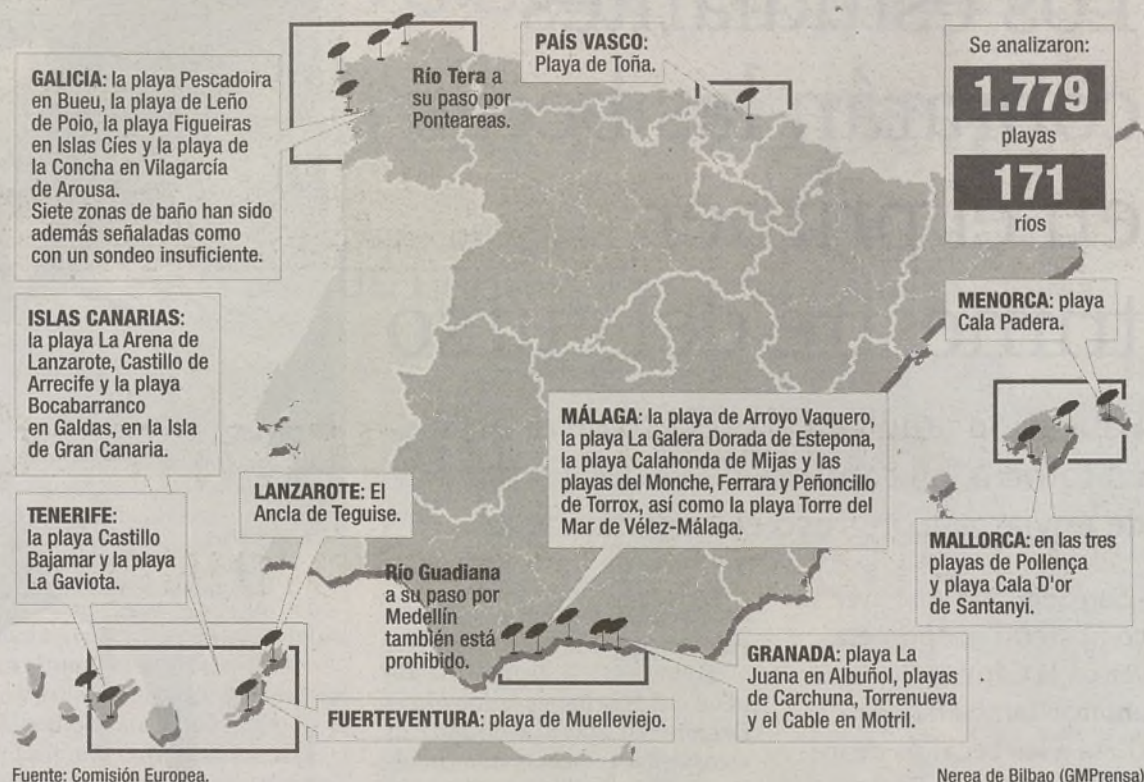 GALICIA: la playa Pescadoira
en Bueu, la playa de Leño
de Poio, la playa Figueiras
en Islas Cíes y la playa de
la Concha en Vilagarcía
de Arousa.
Siete zonas de baño han sido
además señaladas como
con un sondeo insuficiente.
Río Tera a
su paso por
Ponteareas.
PAÍS VASCO:
Playa de Toña.
Se analizaron:
1.779
playas
171
ríos
ISLAS CANARIAS:
la playa La Arena de
Lanzarote, Castillo de
Arrecife y la playa
Bocabarranco
en Galdas, en la Isla
de Gran Canaria.
MENORCA: playa
Cala Padera.
MÁLAGA: la playa de Arroyo Vaquero,
la playa La Galera Dorada de Estepona,
la playa Calahonda de Mijas y las
playas del Monche, Ferrara y Peñoncillo
de Torrox, así como la playa Torre del
Mar de Vélez-Málaga.
LANZAROTE: El
Ancla de Teguise.
TENERIFE:
la playa Castillo
Bajamar y la playa
La Gaviota.
MALLORCA: en las tres
playas de Pollença
y playa Cala D'or
de Santanyi.
Río Guadiana
a su paso por
Medellín
también está
prohibido.
GRANADA: playa La
Juana en Albuñol, playas
de Carchuna, Torrenueva
y el Cable en Motril.
FUERTEVENTURA: playa de Muelleviejo.
Fuente: Comisión Europea.
Nerea de Bilbao (GMPrensa)